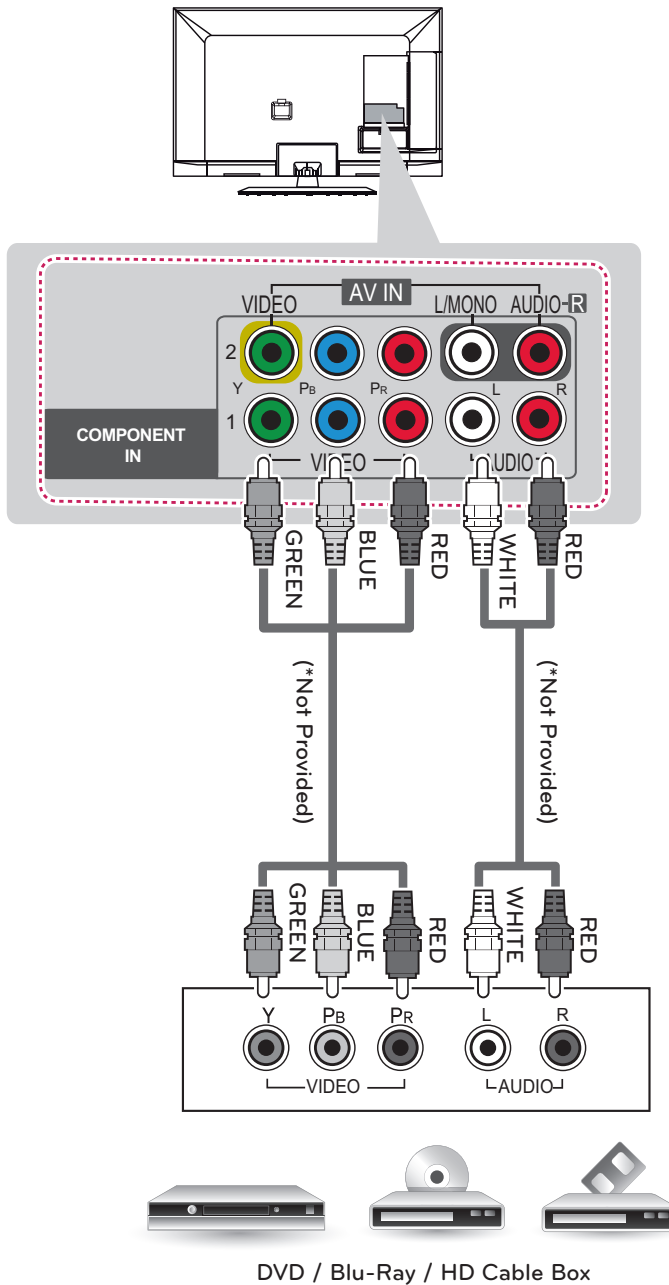 AV IN
VIDEO L/MONO AUDIO R
2
Y PB PR L R
1
COMPONENT
IN
VIDEO AUDIO
GREEN BLUE RED WHITE RED
(*Not Provided) (*Not Provided)
GREEN BLUE RED WHITE RED
Y PB PR L R
VIDEO AUDIO
DVD / Blu-Ray / HD Cable Box